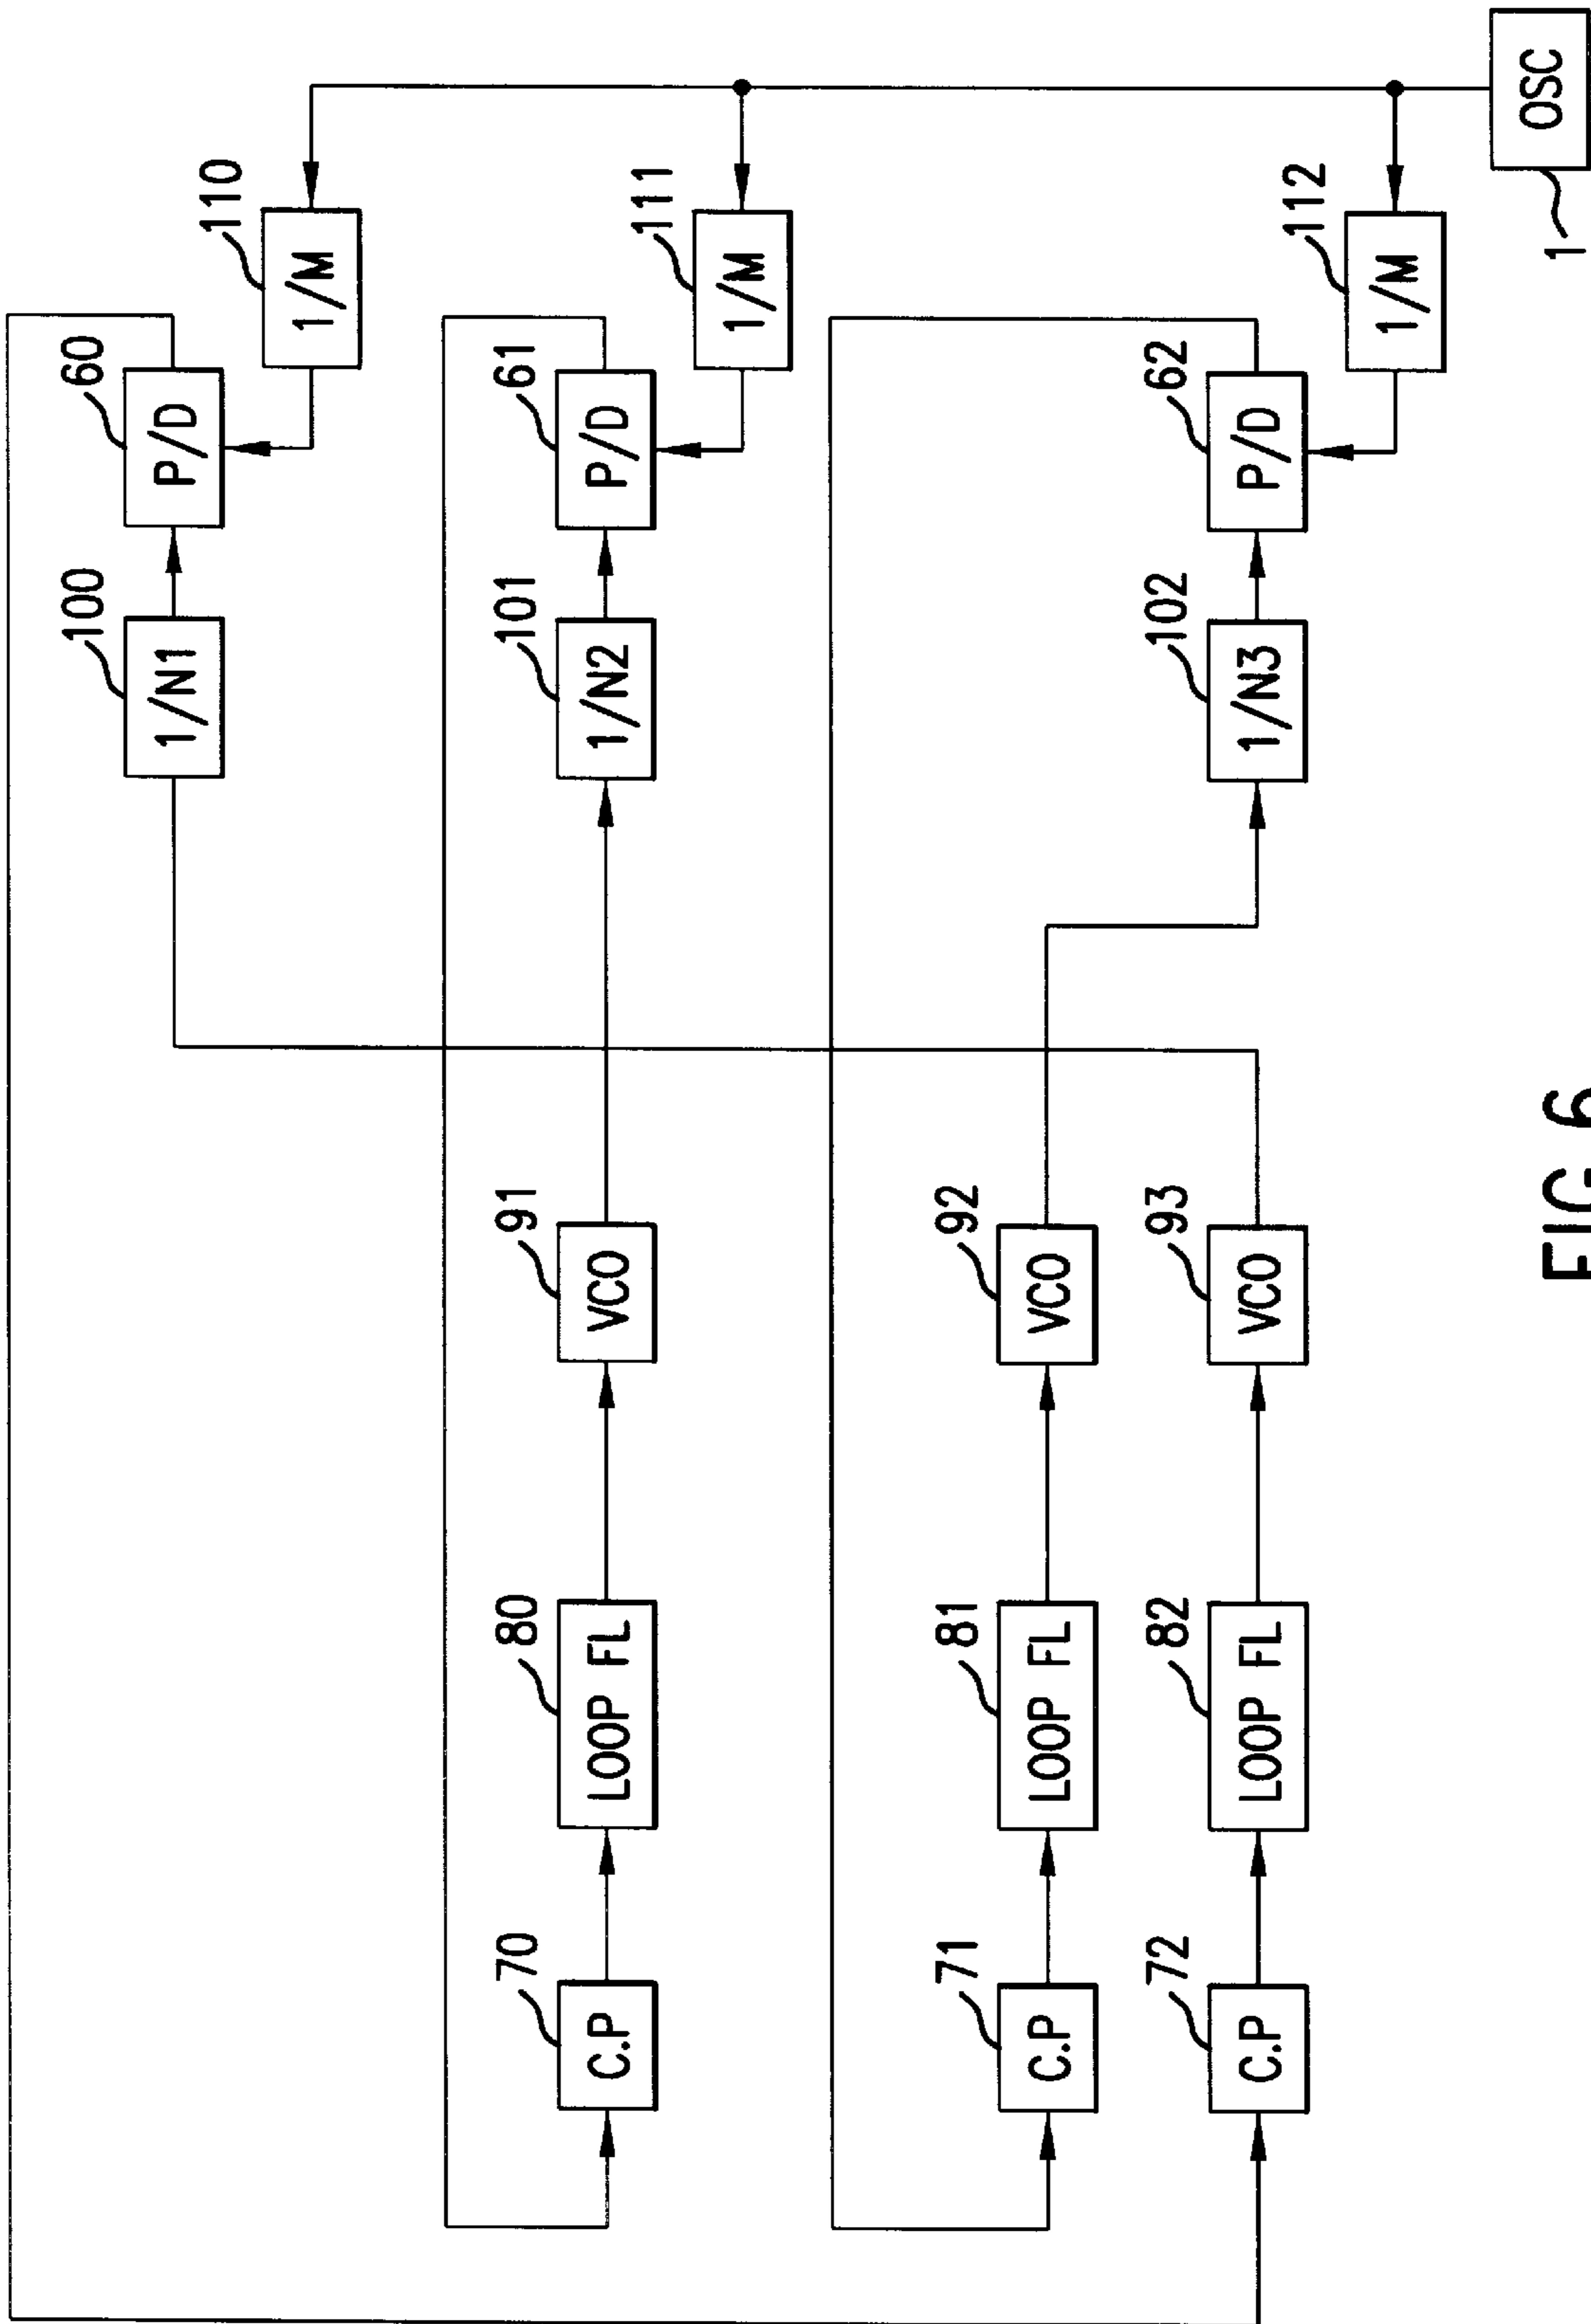 100
60
1/N1
P/D
110
1/M
70
80
91
101
61
C.P
LOOP FL
VCO
1/N2
P/D
111
1/M
71
81
92
C.P
LOOP FL
VCO
72
82
93
102
62
C.P
LOOP FL
VCO
1/N3
P/D
112
1/M
1
OSC
FIG.6